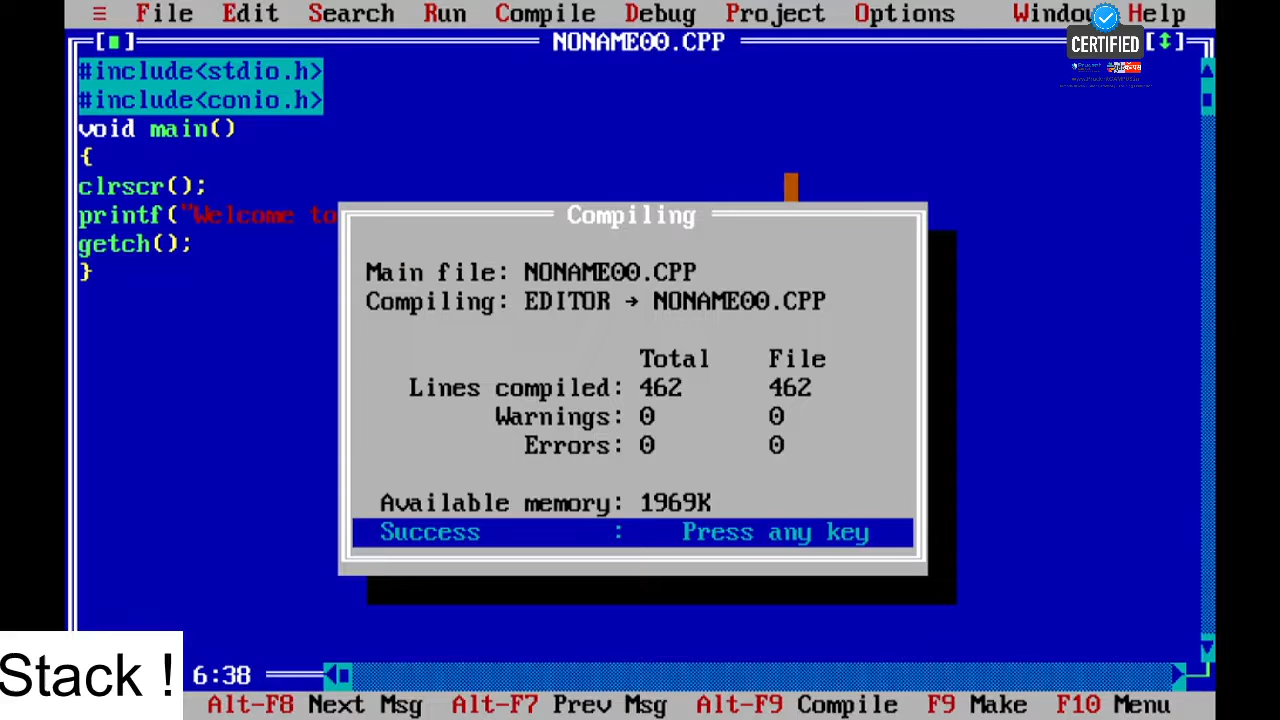 ≡ File Edit Search Run Compile Debug Project Options Window Help
NONAME00.CPP
CERTIFIED
#include<stdio.h>
#include<conio.h>
void main()
{
clrscr();
printf("Welcome to
getch();
}
Compiling
Main file: NONAME00.CPP
Compiling: EDITOR → NONAME00.CPP
Total File
Lines compiled: 462 462
Warnings: 0 0
Errors: 0 0
Available memory: 1969K
Success : Press any key
Stack !
6:38
Alt-F8 Next Msg Alt-F7 Prev Msg Alt-F9 Compile F9 Make F10 Menu